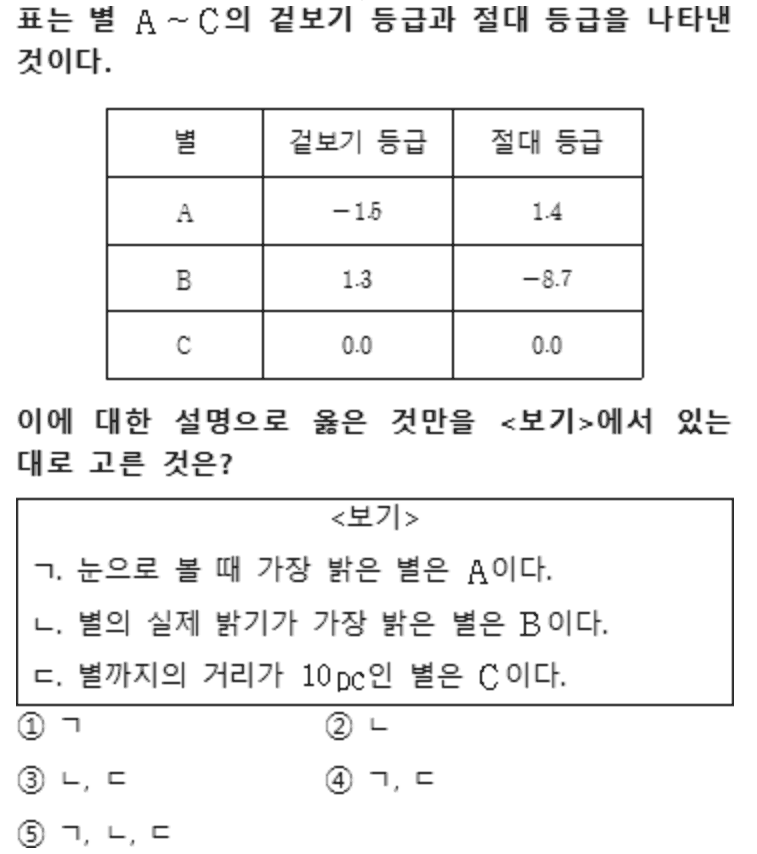 표는 별 A ~ C의 겉보기 등급과 절대 등급을 나타낸
것이다.
별 겉보기 등급 절대 등급
A -1.5 1.4
B 1.3 -8.7
C 0.0 0.0
이에 대한 설명으로 옳은 것만을 <보기>에서 있는
대로 고른 것은?
<보기>
ㄱ. 눈으로 볼 때 가장 밝은 별은 A이다.
ㄴ. 별의 실제 밝기가 가장 밝은 별은 B이다.
ㄷ. 별까지의 거리가 10pc인 별은 C이다.
① ㄱ ② ㄴ
③ ㄴ, ㄷ ④ ㄱ, ㄷ
⑤ ㄱ, ㄴ, ㄷ